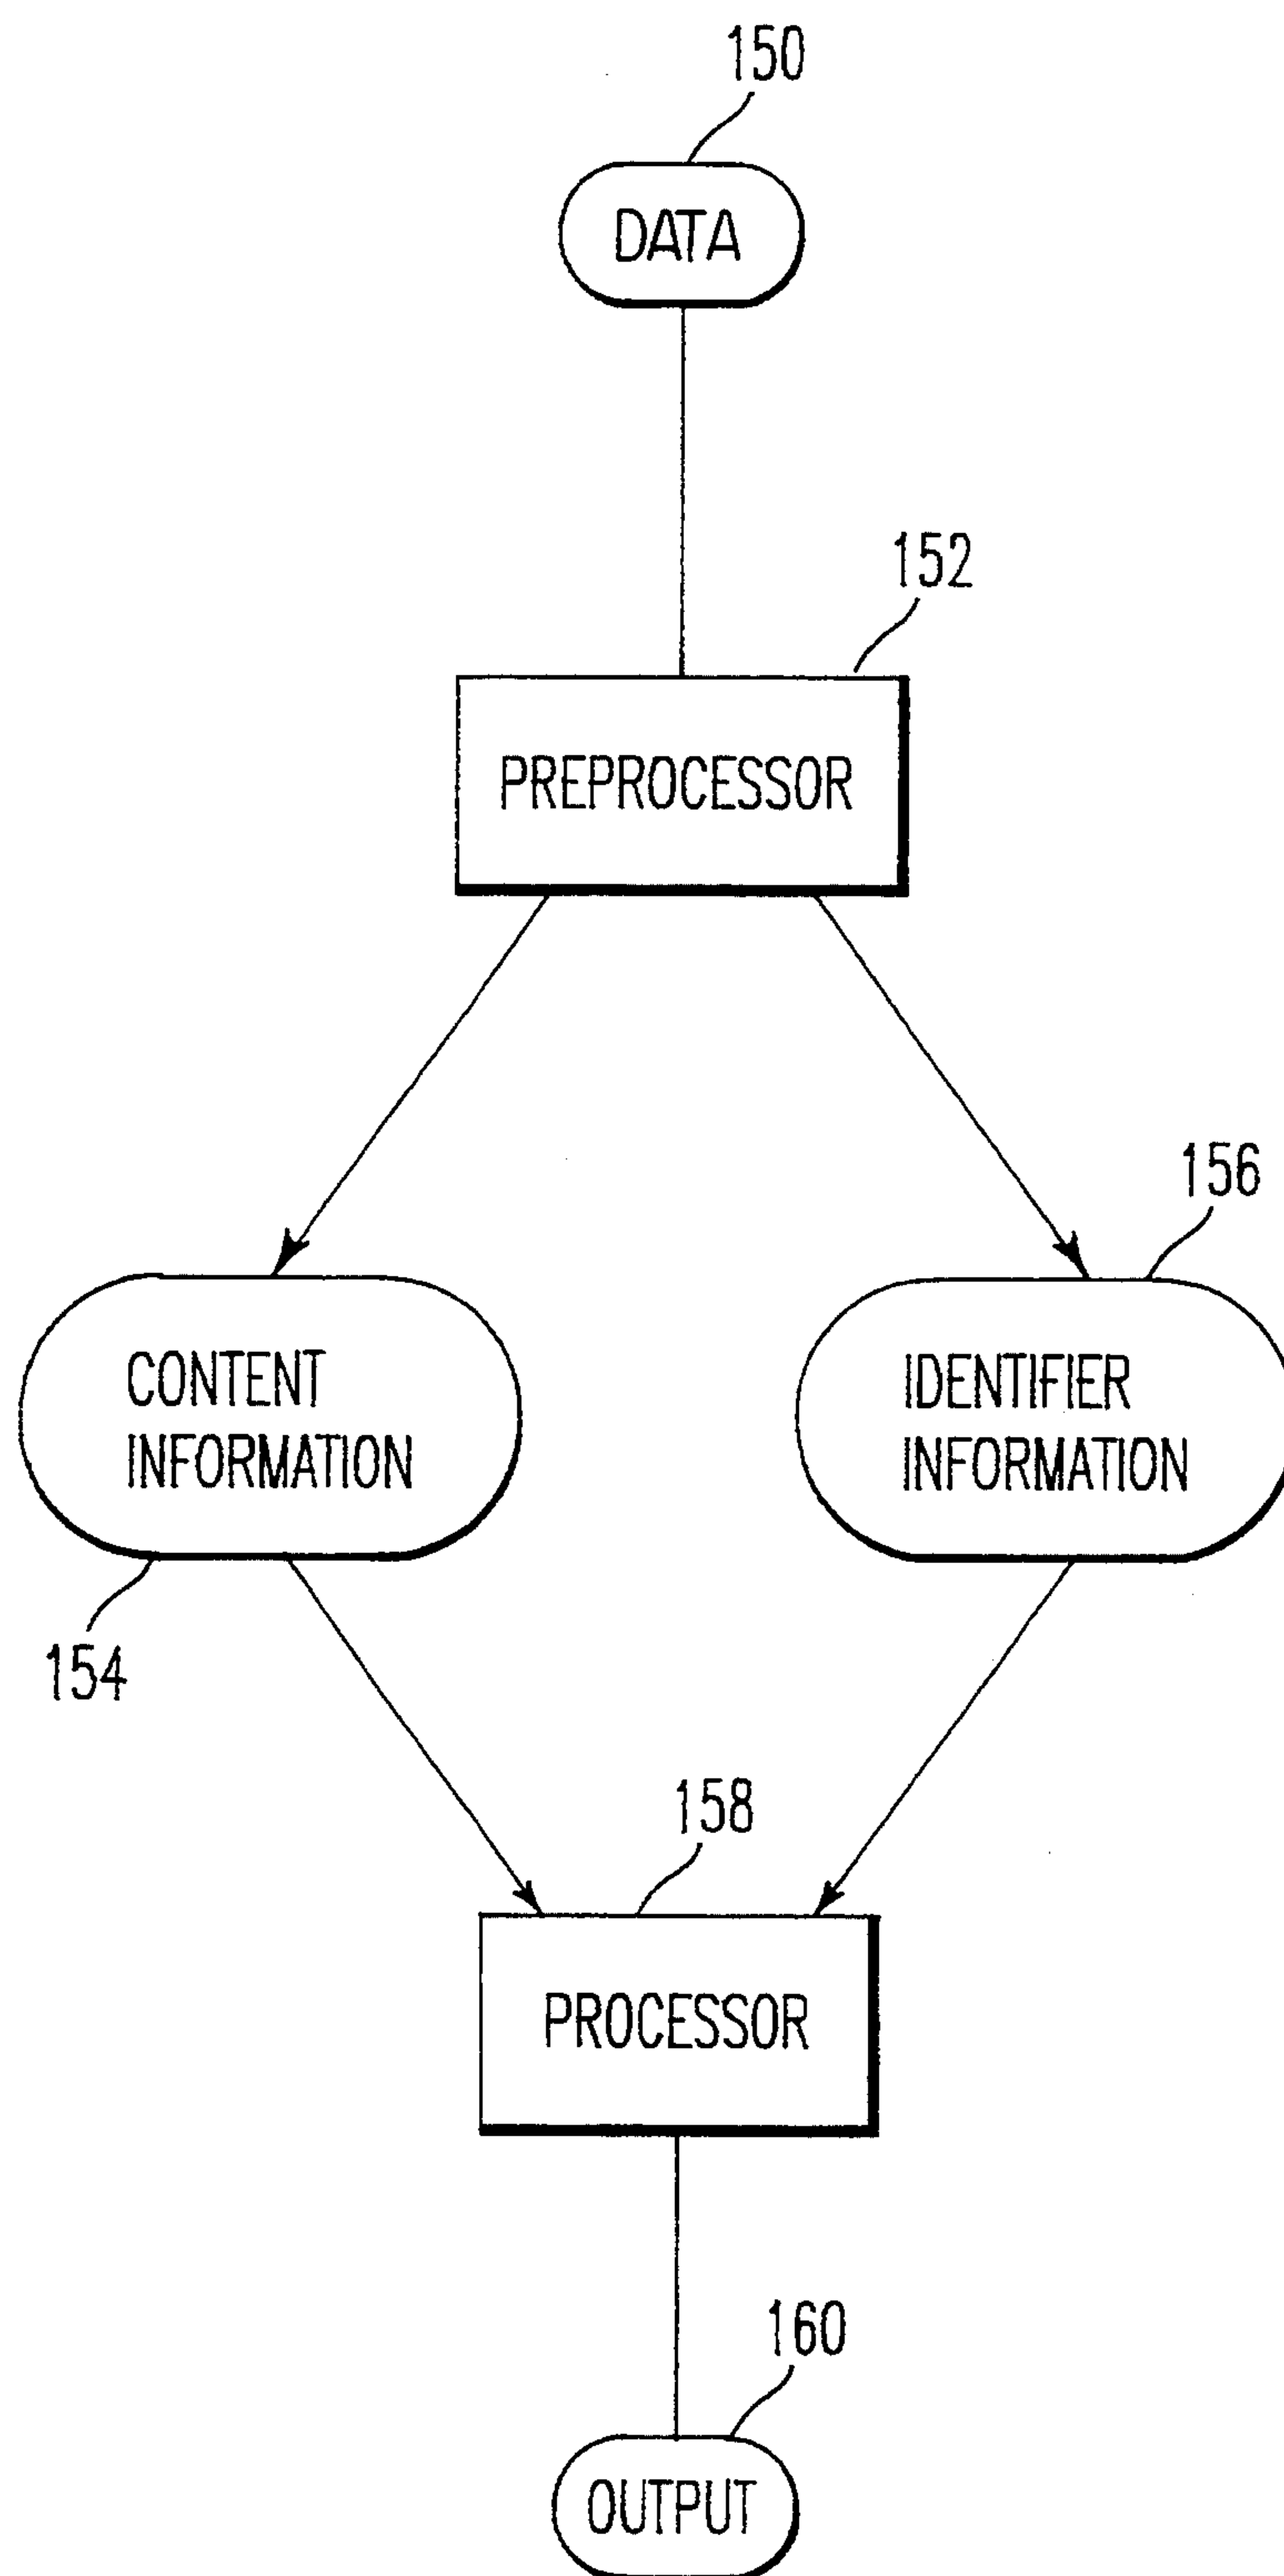 150
DATA
152
PREPROCESSOR
156
CONTENT
INFORMATION
IDENTIFIER
INFORMATION
154
158
PROCESSOR
160
OUTPUT